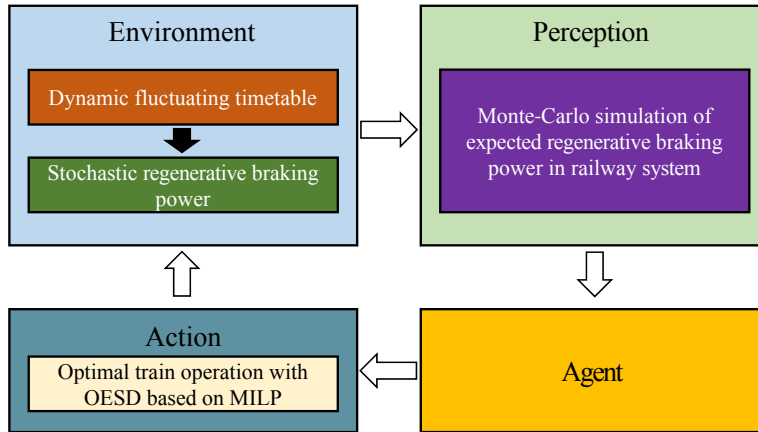 Environment
Dynamic fluctuating timetable
Stochastic regenerative braking
power
Perception
Monte-Carlo simulation of
expected regenerative braking
power in railway system
Action
Optimal train operation with
OESD based on MILP
Agent